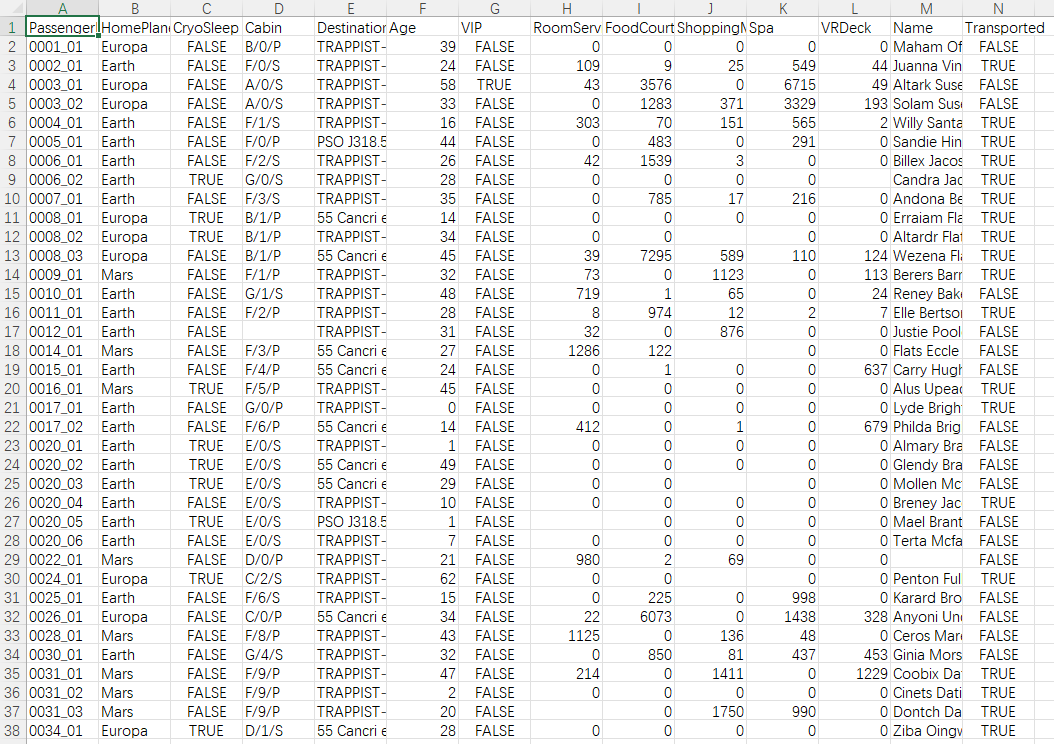 A B C D E F G H I J K L M N
1 Passenger HomePlan CryoSleep Cabin Destination Age VIP RoomServ FoodCourt ShoppingM Spa VRDeck Name Transported
2 0001_01 Europa FALSE B/0/P TRAPPIST- 39 FALSE 0 0 0 0 0 Maham Of FALSE
3 0002_01 Earth FALSE F/0/S TRAPPIST- 24 FALSE 109 9 25 549 44 Juanna Vin TRUE
4 0003_01 Europa FALSE A/0/S TRAPPIST- 58 TRUE 43 3576 0 6715 49 Altark Suse FALSE
5 0003_02 Europa FALSE A/0/S TRAPPIST- 33 FALSE 0 1283 371 3329 193 Solam Sus FALSE
6 0004_01 Earth FALSE F/1/S TRAPPIST- 16 FALSE 303 70 151 565 2 Willy Santa TRUE
7 0005_01 Earth FALSE F/0/P PSO J318.5 44 FALSE 0 483 0 291 0 Sandie Hin TRUE
8 0006_01 Earth FALSE F/2/S TRAPPIST- 26 FALSE 42 1539 3 0 0 Billex Jacos TRUE
9 0006_02 Earth TRUE G/0/S TRAPPIST- 28 FALSE 0 0 0 0 Candra Jac TRUE
10 0007_01 Earth FALSE F/3/S TRAPPIST- 35 FALSE 0 785 17 216 0 Andona Be TRUE
11 0008_01 Europa TRUE B/1/P 55 Cancri e 14 FALSE 0 0 0 0 0 Erraiam Fla TRUE
12 0008_02 Europa TRUE B/1/P TRAPPIST- 34 FALSE 0 0 0 0 Altardr Flat TRUE
13 0008_03 Europa FALSE B/1/P 55 Cancri e 45 FALSE 39 7295 589 110 124 Wezena Fl TRUE
14 0009_01 Mars FALSE F/1/P TRAPPIST- 32 FALSE 73 0 1123 0 113 Berers Barr TRUE
15 0010_01 Earth FALSE G/1/S TRAPPIST- 48 FALSE 719 1 65 0 24 Reney Bak FALSE
16 0011_01 Earth FALSE F/2/P TRAPPIST- 28 FALSE 8 974 12 2 7 Elle Bertso TRUE
17 0012_01 Earth FALSE TRAPPIST- 31 FALSE 32 0 876 0 0 Justie Pool FALSE
18 0014_01 Mars FALSE F/3/P 55 Cancri e 27 FALSE 1286 122 0 0 Flats Eccle FALSE
19 0015_01 Earth FALSE F/4/P 55 Cancri e 24 FALSE 0 1 0 0 637 Carry Hugh FALSE
20 0016_01 Mars TRUE F/5/P TRAPPIST- 45 FALSE 0 0 0 0 0 Alus Upead TRUE
21 0017_01 Earth FALSE G/0/P TRAPPIST- 0 FALSE 0 0 0 0 0 Lyde Brigh TRUE
22 0017_02 Earth FALSE F/6/P 55 Cancri e 14 FALSE 412 0 1 0 679 Philda Brig FALSE
23 0020_01 Earth TRUE E/0/S TRAPPIST- 1 FALSE 0 0 0 0 0 Almary Bra FALSE
24 0020_02 Earth TRUE E/0/S 55 Cancri e 49 FALSE 0 0 0 0 0 Glendy Bra FALSE
25 0020_03 Earth TRUE E/0/S 55 Cancri e 29 FALSE 0 0 0 0 Mollen Mc FALSE
26 0020_04 Earth FALSE E/0/S TRAPPIST- 10 FALSE 0 0 0 0 0 Breney Jac TRUE
27 0020_05 Earth TRUE E/0/S PSO J318.5 1 FALSE 0 0 0 0 Mael Brant FALSE
28 0020_06 Earth FALSE E/0/S TRAPPIST- 7 FALSE 0 0 0 0 0 Terta Mcfa FALSE
29 0022_01 Mars FALSE D/0/P TRAPPIST- 21 FALSE 980 2 69 0 0 FALSE
30 0024_01 Europa TRUE C/2/S TRAPPIST- 62 FALSE 0 0 0 0 Penton Ful TRUE
31 0025_01 Earth FALSE F/6/S TRAPPIST- 15 FALSE 0 225 0 998 0 Karard Bro FALSE
32 0026_01 Europa FALSE C/0/P 55 Cancri e 34 FALSE 22 6073 0 1438 328 Anyoni Un FALSE
33 0028_01 Mars FALSE F/8/P TRAPPIST- 43 FALSE 1125 0 136 48 0 Ceros Mar FALSE
34 0030_01 Earth FALSE G/4/S TRAPPIST- 32 FALSE 0 850 81 437 453 Ginia Mors FALSE
35 0031_01 Mars FALSE F/9/P TRAPPIST- 47 FALSE 214 0 1411 0 1229 Coobix Da TRUE
36 0031_02 Mars FALSE F/9/P TRAPPIST- 2 FALSE 0 0 0 0 0 Cinets Dati TRUE
37 0031_03 Mars FALSE F/9/P TRAPPIST- 20 FALSE 0 1750 990 0 Dontch Da TRUE
38 0034_01 Europa TRUE D/1/S 55 Cancri e 28 FALSE 0 0 0 0 0 Ziba Oingw TRUE